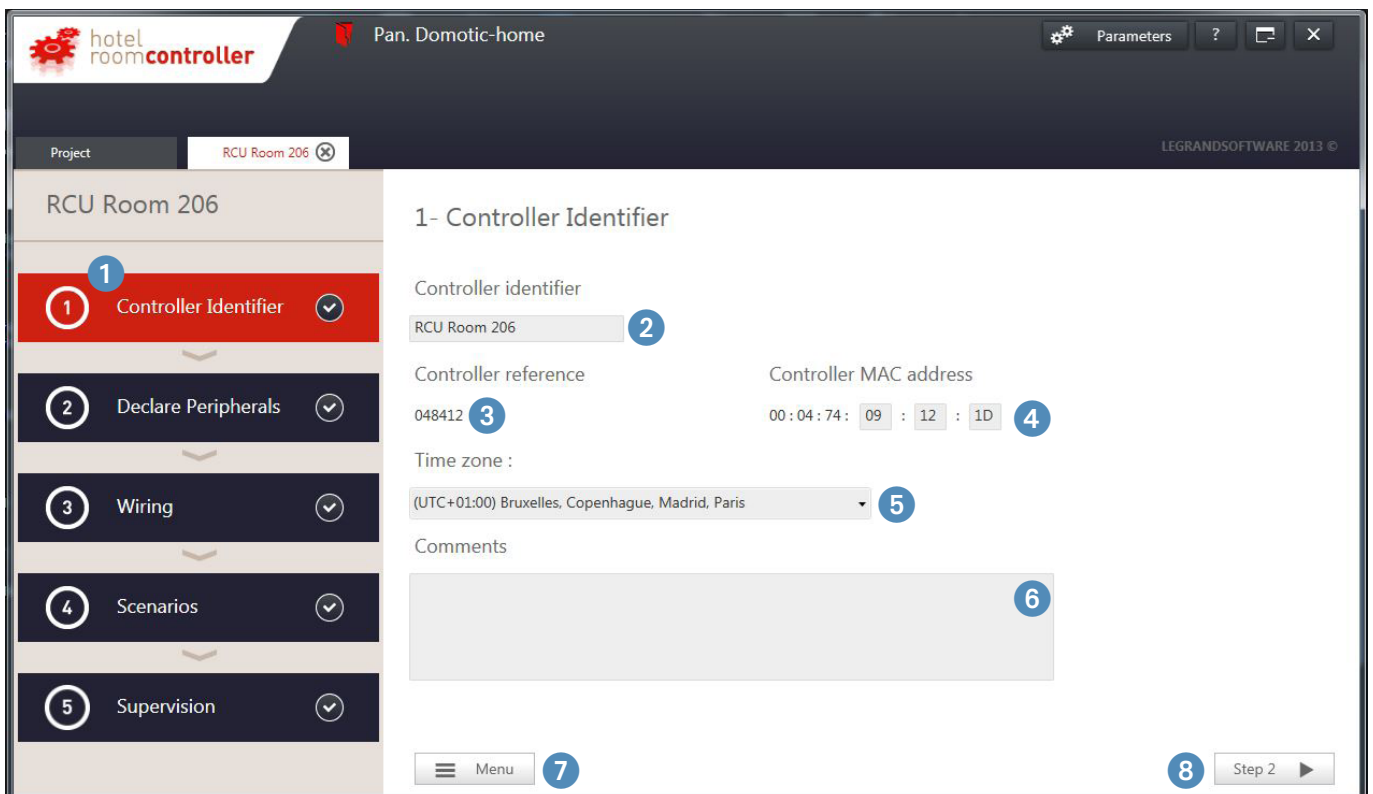 hotel
roomcontroller
Pan. Domotic-home
Parameters ?
Project
RCU Room 206
LEGRANDSOFTWARE 2013 ©
RCU Room 206
1
1 Controller Identifier
2 Declare Peripherals
3 Wiring
4 Scenarios
5 Supervision
1- Controller Identifier
Controller identifier
RCU Room 206 2
Controller reference
048412 3
Controller MAC address
00 : 04 : 74 : 09 : 12 : 1D 4
Time zone :
(UTC+01:00) Bruxelles, Copenhague, Madrid, Paris 5
Comments
6
Menu 7
8 Step 2